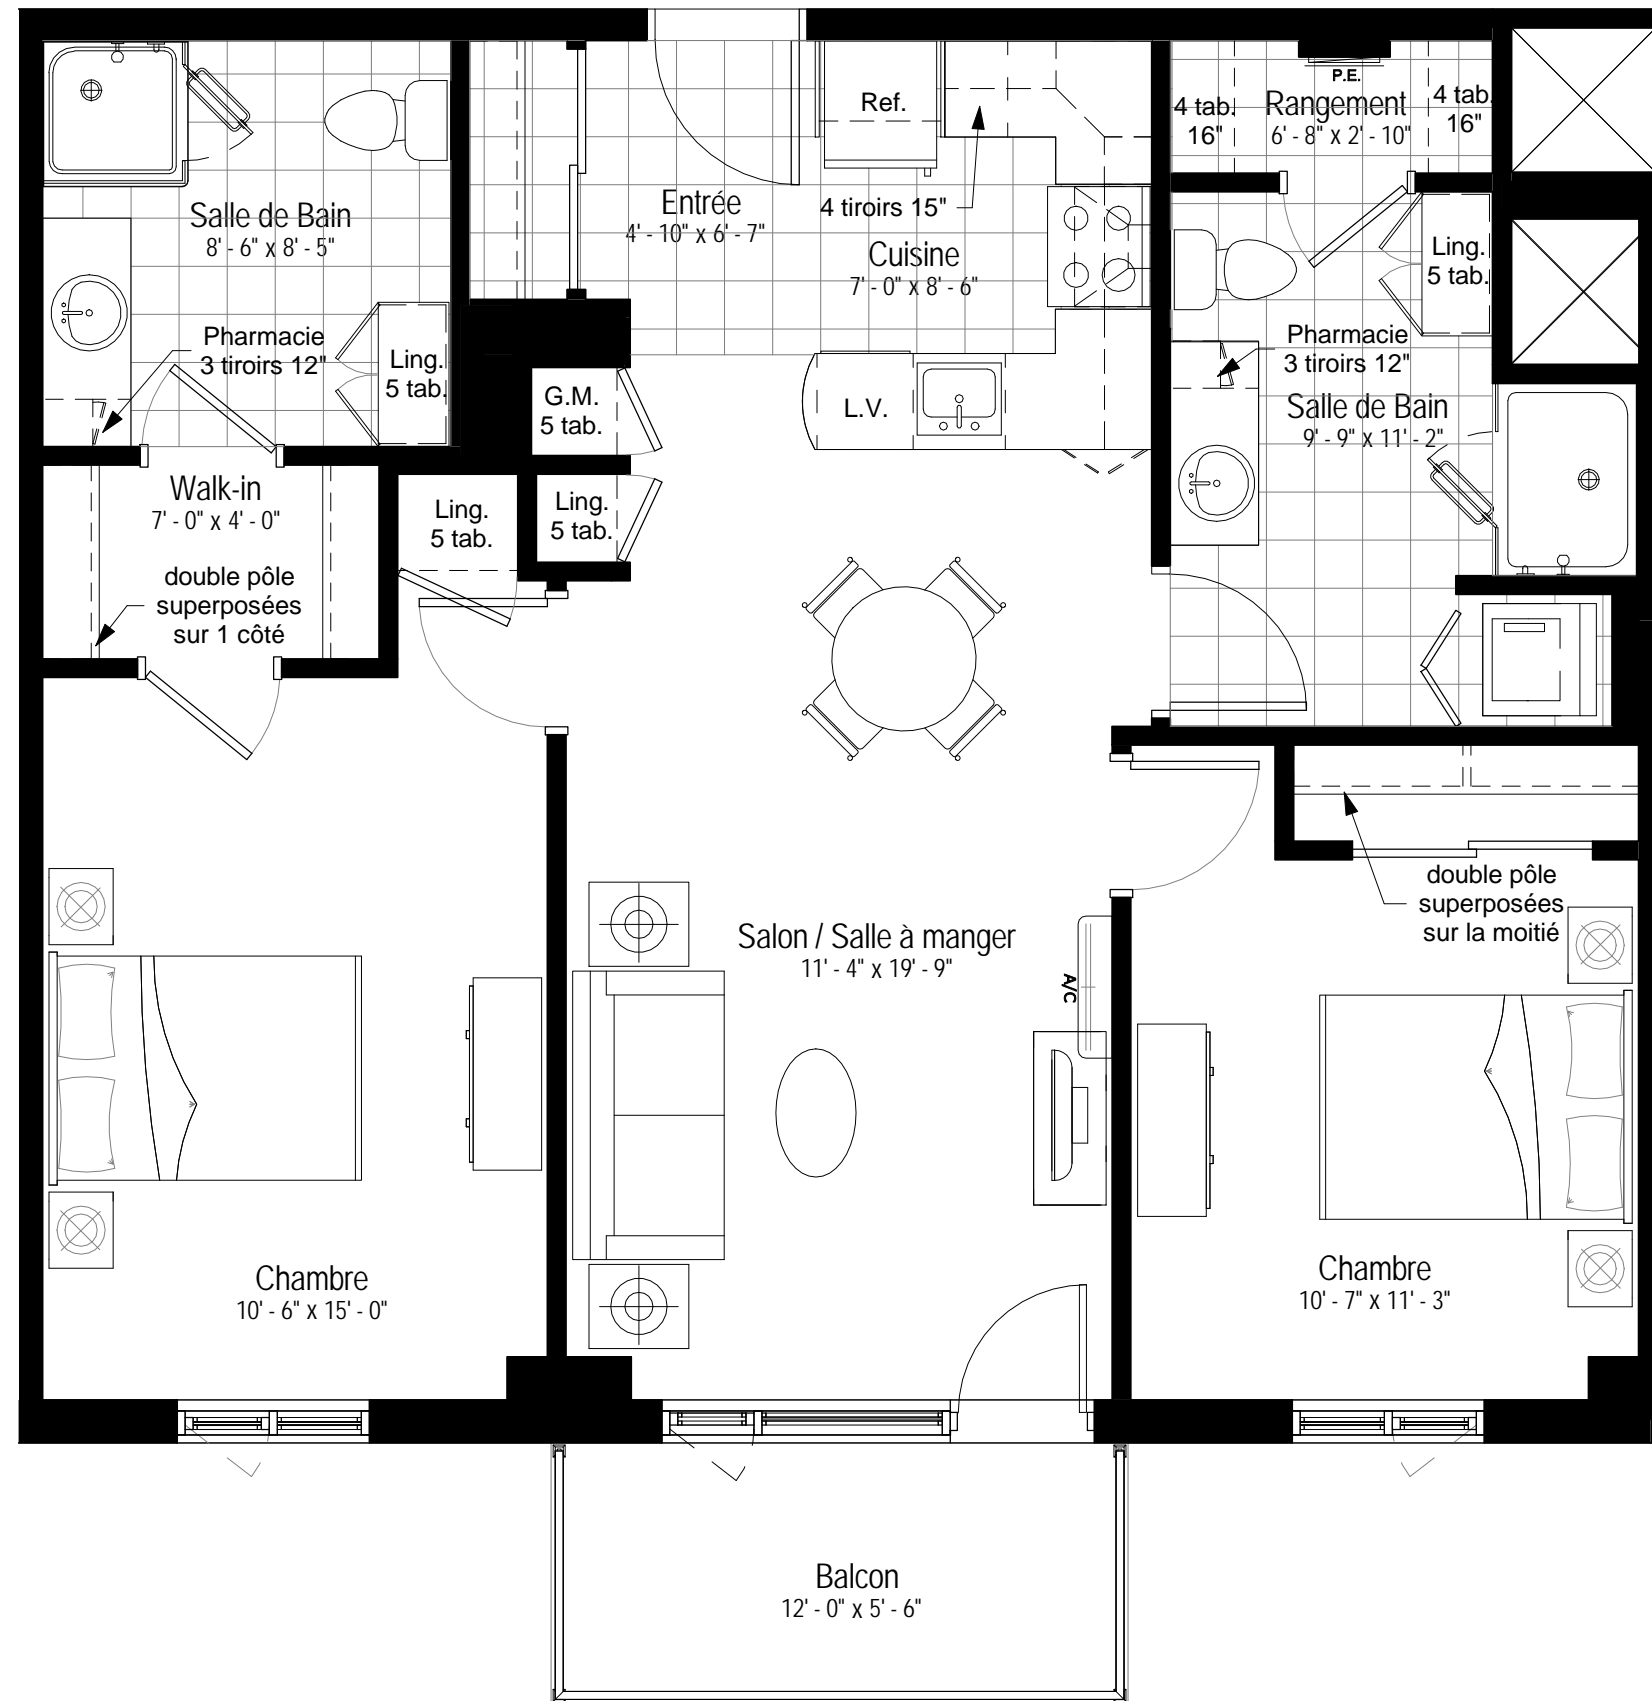 P.E.
Ref.
4 tab.
16"
Rangement
6' - 8" x 2' - 10"
4 tab.
16"
Salle de Bain
8' - 6" x 8' - 5"
Entrée
4' - 10" x 6' - 7"
4 tiroirs 15"
Cuisine
7' - 0" x 8' - 6"
Ling.
5 tab.
Pharmacie
3 tiroirs 12"
Ling.
5 tab.
Pharmacie
3 tiroirs 12"
G.M.
5 tab.
L.V.
Salle de Bain
9' - 9" x 11' - 2"
Walk-in
7' - 0" x 4' - 0"
Ling.
5 tab.
Ling.
5 tab.
double pôle
superposées
sur 1 côté
double pôle
superposées
sur la moitié
Salon / Salle à manger
11' - 4" x 19' - 9"
A/C
Chambre
10' - 6" x 15' - 0"
Chambre
10' - 7" x 11' - 3"
Balcon
12' - 0" x 5' - 6"